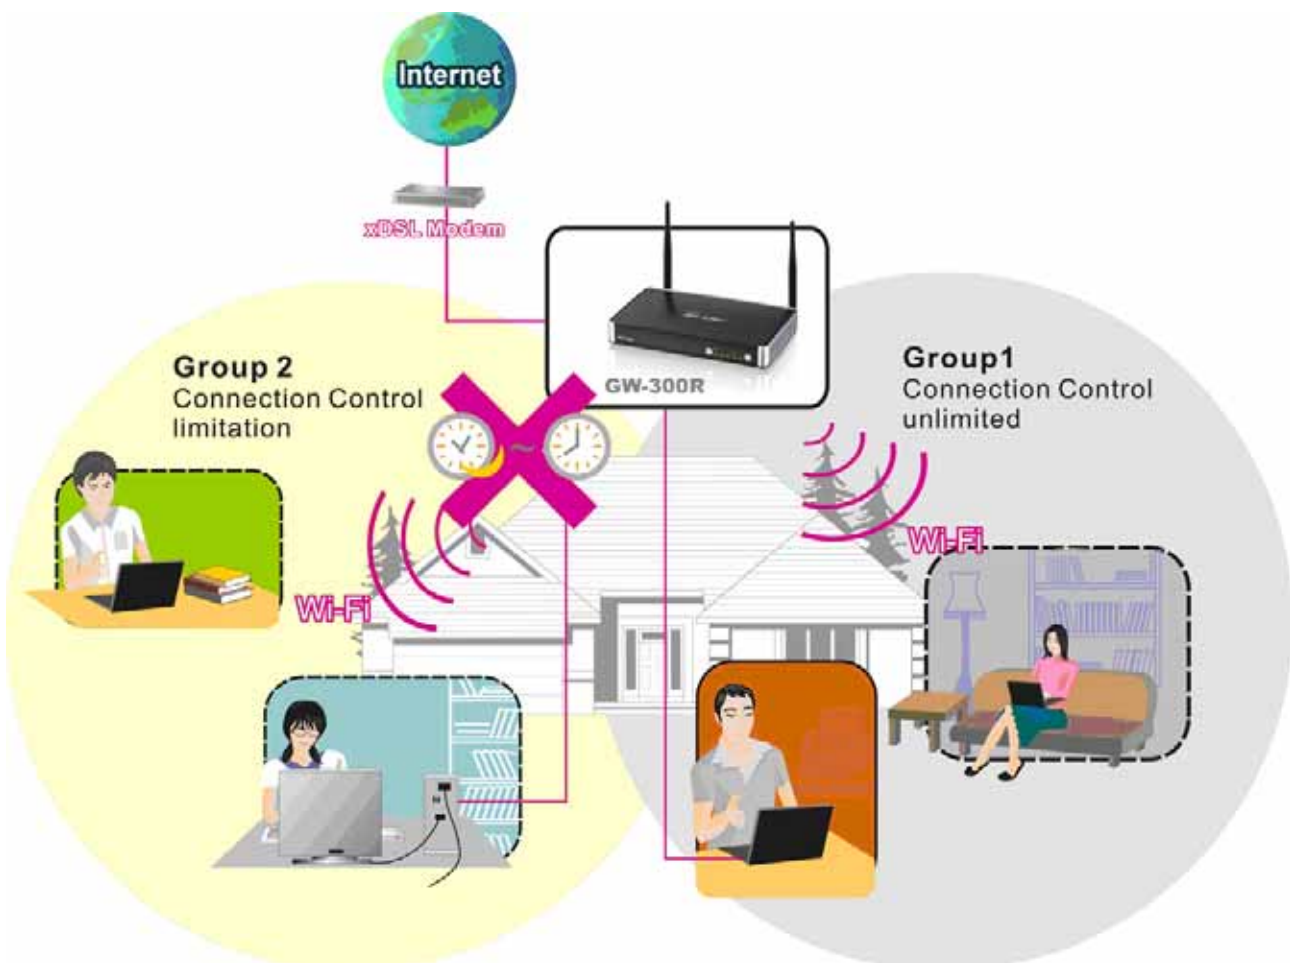 Internet
xDSL Modem
GW-300R
Group 2
Connection Control
limitation
Group1
Connection Control
unlimited
Wi-Fi
Wi-Fi